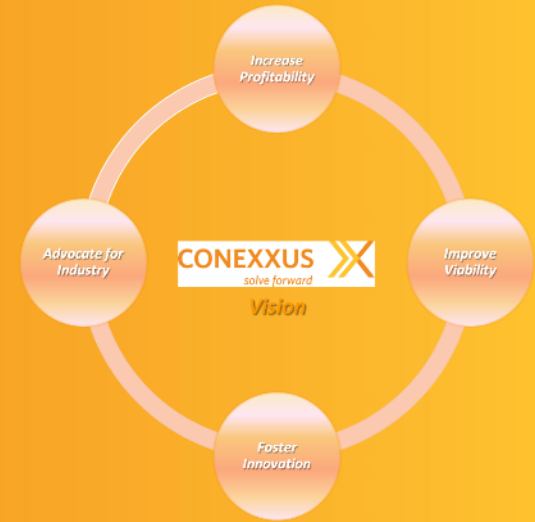 Increase
Profitability
Advocate for
Industry
CONEXXUS
solve forward
Vision
Improve
Viability
Foster
Innovation